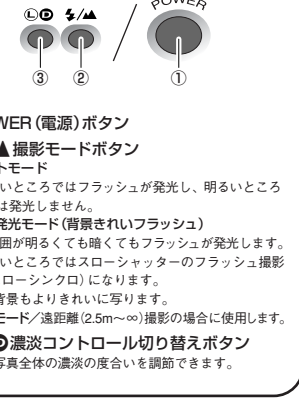 POWER
ⓁⒹ ⚡/▲▲
③ ② ①
WER（電源）ボタン
▲撮影モードボタン
トモード
いところではフラッシュが発光し、明るいところ
は発光しません。
発光モード（背景きれいフラッシュ）
囲が明るくても暗くてもフラッシュが発光します。
いところではスローシャッターのフラッシュ撮影
ローシンクロ）になります。
背景もよりきれいに写ります。
モード／遠距離（2.5m〜∞）撮影の場合に使用します。
Ⓓ濃淡コントロール切り替えボタン
写真全体の濃淡の度合いを調節できます。